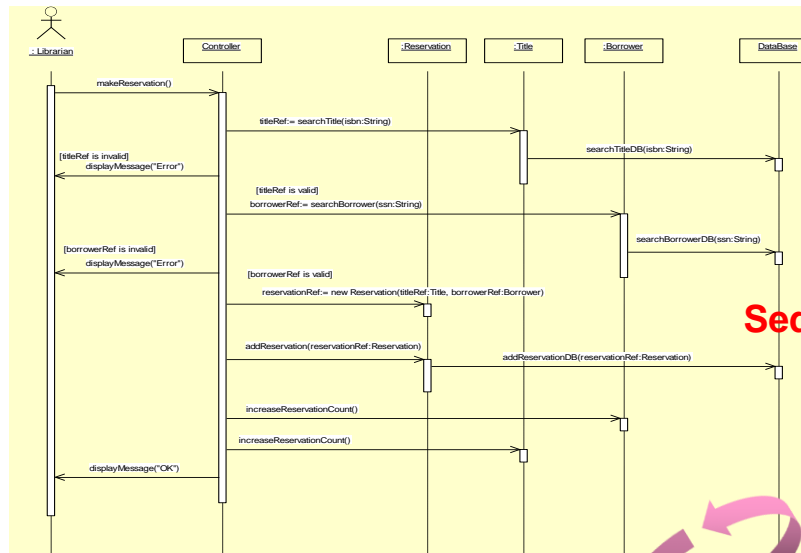 : Librarian
Controller
:Reservation
:Title
:Borrower
DataBase
makeReservation()
titleRef:= searchTitle(isbn:String)
searchTitleDB(isbn:String)
[titleRef is invalid]
displayMessage("Error")
[titleRef is valid]
borrowerRef:= searchBorrower(ssn:String)
searchBorrowerDB(ssn:String)
[borrowerRef is invalid]
displayMessage("Error")
[borrowerRef is valid]
reservationRef:= new Reservation(titleRef:Title, borrowerRef:Borrower)
addReservation(reservationRef:Reservation)
addReservationDB(reservationRef:Reservation)
increaseReservationCount()
increaseReservationCount()
displayMessage("OK")